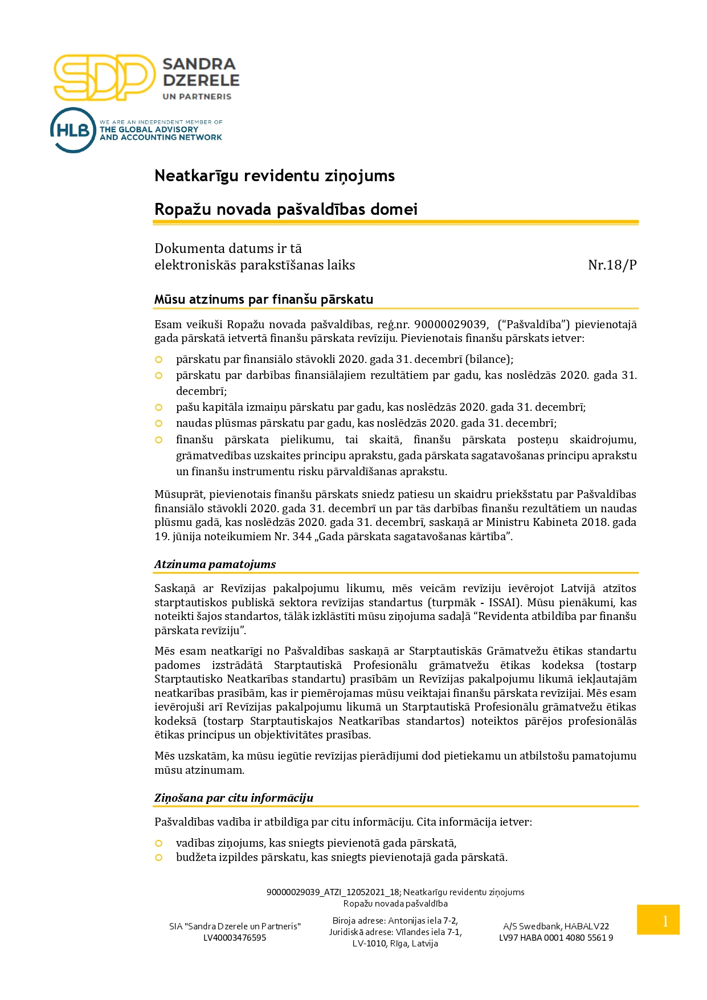 SDP
SANDRA
DZERELE
UN PARTNERIS
HLB
WE ARE AN INDEPENDENT MEMBER OF
THE GLOBAL ADVISORY
AND ACCOUNTING NETWORK
Neatkarīgu revidentu ziņojums
Ropažu novada pašvaldības domei
Dokumenta datums ir tā
elektroniskās parakstīšanas laiks Nr.18/P
Mūsu atzinums par finanšu pārskatu
Esam veikuši Ropažu novada pašvaldības, reģ.nr. 90000029039, (“Pašvaldība”) pievienotajā
gada pārskatā ietvertā finanšu pārskata revīziju. Pievienotais finanšu pārskats ietver:
pārskatu par finansiālo stāvokli 2020. gada 31. decembrī (bilance);
pārskatu par darbības finansiālajiem rezultātiem par gadu, kas noslēdzās 2020. gada 31.
decembrī;
pašu kapitāla izmaiņu pārskatu par gadu, kas noslēdzās 2020. gada 31. decembrī;
naudas plūsmas pārskatu par gadu, kas noslēdzās 2020. gada 31. decembrī;
finanšu pārskata pielikumu, tai skaitā, finanšu pārskata posteņu skaidrojumu,
grāmatvedības uzskaites principu aprakstu, gada pārskata sagatavošanas principu aprakstu
un finanšu instrumentu risku pārvaldīšanas aprakstu.
Mūsuprāt, pievienotais finanšu pārskats sniedz patiesu un skaidru priekšstatu par Pašvaldības
finansiālo stāvokli 2020. gada 31. decembrī un par tās darbības finanšu rezultātiem un naudas
plūsmu gadā, kas noslēdzās 2020. gada 31. decembrī, saskaņā ar Ministru Kabineta 2018. gada
19. jūnija noteikumiem Nr. 344 „Gada pārskata sagatavošanas kārtība”.
Atzinuma pamatojums
Saskaņā ar Revīzijas pakalpojumu likumu, mēs veicām revīziju ievērojot Latvijā atzītos
starptautiskos publiskā sektora revīzijas standartus (turpmāk - ISSAI). Mūsu pienākumi, kas
noteikti šajos standartos, tālāk izklāstīti mūsu ziņojuma sadaļā “Revidenta atbildība par finanšu
pārskata revīziju”.
Mēs esam neatkarīgi no Pašvaldības saskaņā ar Starptautiskās Grāmatvežu ētikas standartu
padomes izstrādātā Starptautiskā Profesionālu grāmatvežu ētikas kodeksa (tostarp
Starptautisko Neatkarības standartu) prasībām un Revīzijas pakalpojumu likumā iekļautajām
neatkarības prasībām, kas ir piemērojamas mūsu veiktajai finanšu pārskata revīzijai. Mēs esam
ievērojuši arī Revīzijas pakalpojumu likumā un Starptautiskā Profesionālu grāmatvežu ētikas
kodeksā (tostarp Starptautiskajos Neatkarības standartos) noteiktos pārējos profesionālās
ētikas principus un objektivitātes prasības.
Mēs uzskatām, ka mūsu iegūtie revīzijas pierādījumi dod pietiekamu un atbilstošu pamatojumu
mūsu atzinumam.
Ziņošana par citu informāciju
Pašvaldības vadība ir atbildīga par citu informāciju. Cita informācija ietver:
vadības ziņojums, kas sniegts pievienotā gada pārskatā,
budžeta izpildes pārskatu, kas sniegts pievienotajā gada pārskatā.
90000029039_ATZI_12052021_18; Neatkarīgu revidentu ziņojums
Ropažu novada pašvaldība
SIA "Sandra Dzerele un Partneris"
LV40003476595
Biroja adrese: Antonijas iela 7-2,
Juridiskā adrese: Vīlandes iela 7-1,
LV-1010, Rīga, Latvija
A/S Swedbank, HABALV22
LV97 HABA 0001 4080 5561 9
1